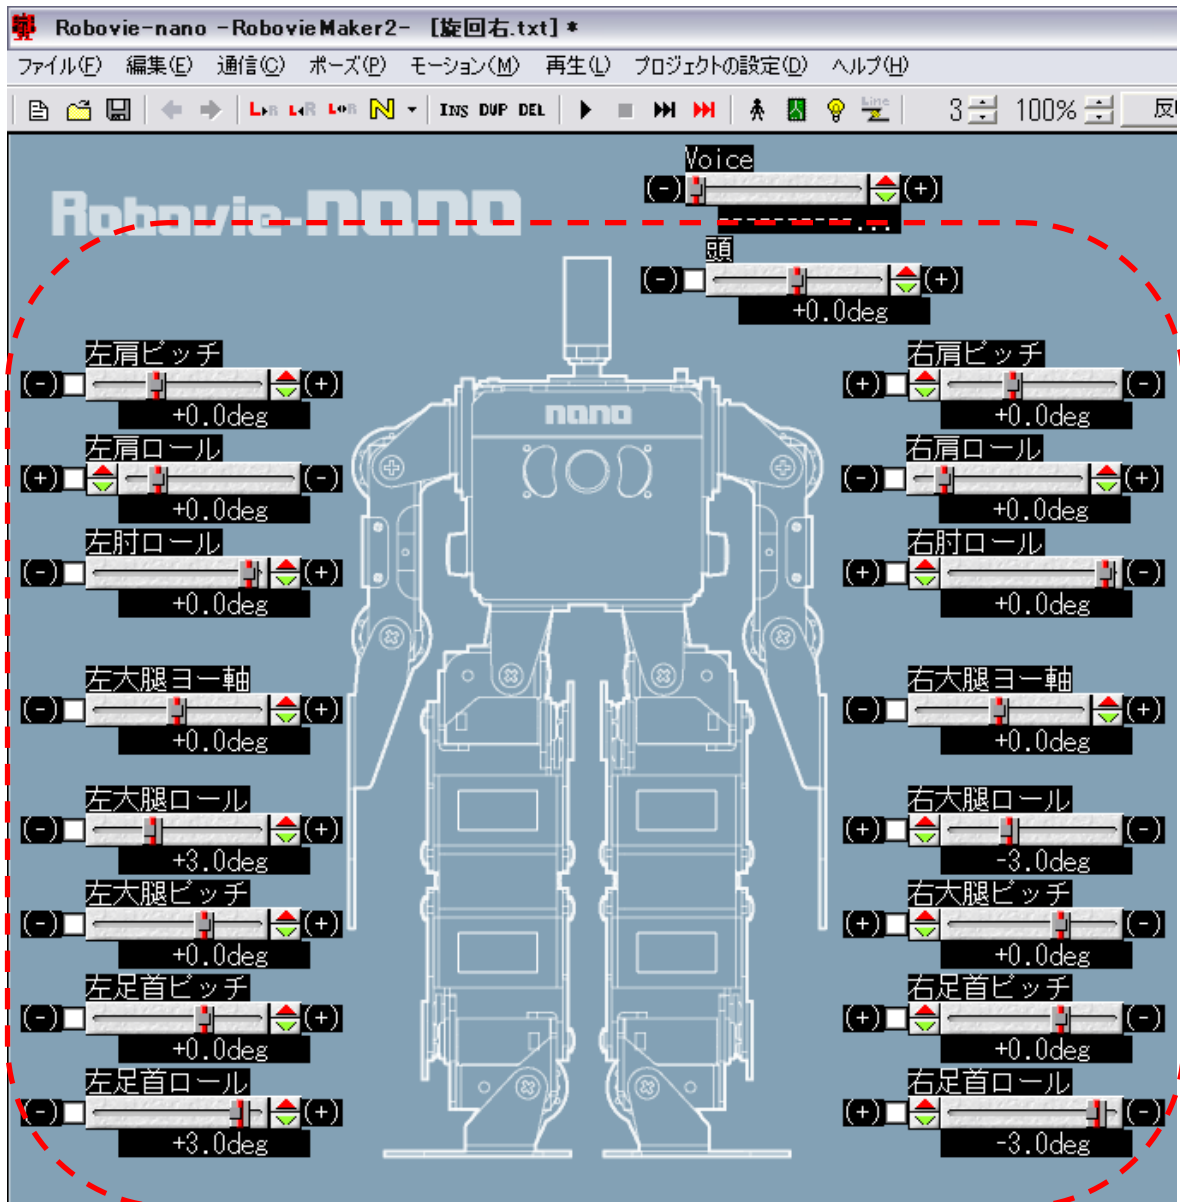 Robovie-nano -RobovieMaker2- [旋回右.txt] *
ファイル(F) 編集(E) 通信(C) ポーズ(P) モーション(M) 再生(L) プロジェクトの設定(D) ヘルプ(H)
L▸R L◂R L↔R N INS DUP DEL Line 3 100%
Voice
(-) (+)
Robovie-nano
---------...
頭
(-) (+)
+0.0deg
左肩ピッチ 右肩ピッチ
(-) (+) (+) (-)
+0.0deg nano +0.0deg
左肩ロール 右肩ロール
(+) (-) (-) (+)
+0.0deg +0.0deg
左肘ロール 右肘ロール
(-) (+) (+) (-)
+0.0deg +0.0deg
左大腿ヨー軸 右大腿ヨー軸
(-) (+) (-) (+)
+0.0deg +0.0deg
左大腿ロール 右大腿ロール
(-) (+) (+) (-)
+3.0deg -3.0deg
左大腿ピッチ 右大腿ピッチ
(-) (+) (+) (-)
+0.0deg +0.0deg
左足首ピッチ 右足首ピッチ
(-) (+) (+) (-)
+0.0deg +0.0deg
左足首ロール 右足首ロール
(-) (+) (+) (-)
+3.0deg -3.0deg